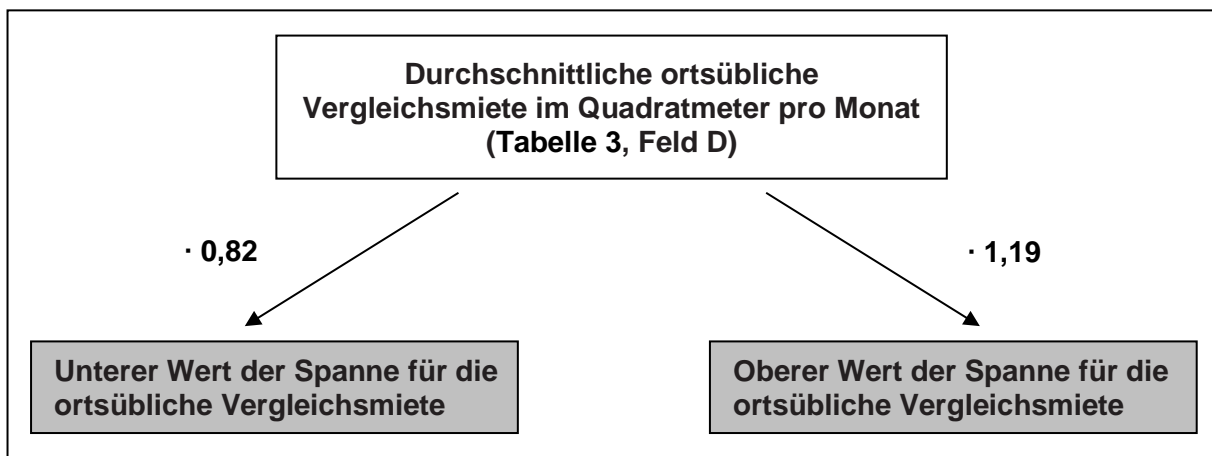 Durchschnittliche ortsübliche
Vergleichsmiete im Quadratmeter pro Monat
(Tabelle 3, Feld D)
· 0,82
· 1,19
Unterer Wert der Spanne für die
ortsübliche Vergleichsmiete
Oberer Wert der Spanne für die
ortsübliche Vergleichsmiete